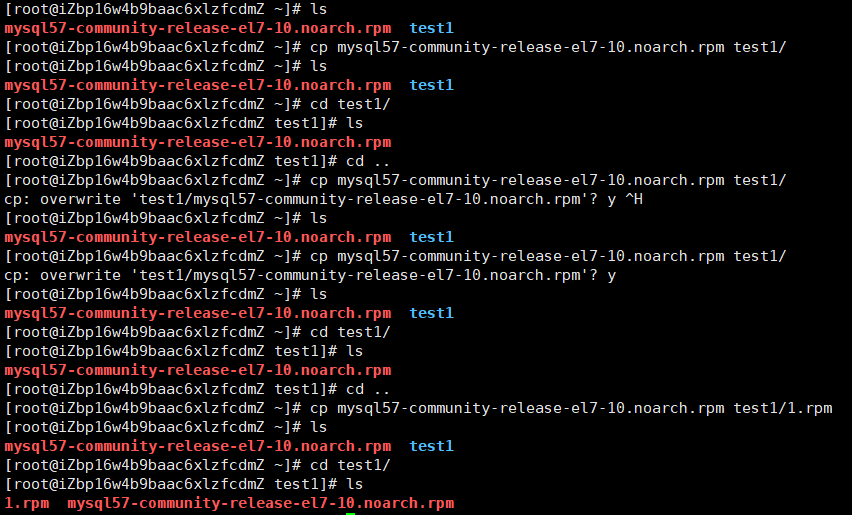 [root@iZbp16w4b9baac6xlzfcdmZ ~]# ls
mysql57-community-release-el7-10.noarch.rpm  test1
[root@iZbp16w4b9baac6xlzfcdmZ ~]# cp mysql57-community-release-el7-10.noarch.rpm test1/
[root@iZbp16w4b9baac6xlzfcdmZ ~]# ls
mysql57-community-release-el7-10.noarch.rpm  test1
[root@iZbp16w4b9baac6xlzfcdmZ ~]# cd test1/
[root@iZbp16w4b9baac6xlzfcdmZ test1]# ls
mysql57-community-release-el7-10.noarch.rpm
[root@iZbp16w4b9baac6xlzfcdmZ test1]# cd ..
[root@iZbp16w4b9baac6xlzfcdmZ ~]# cp mysql57-community-release-el7-10.noarch.rpm test1/
cp: overwrite 'test1/mysql57-community-release-el7-10.noarch.rpm'? y ^H
[root@iZbp16w4b9baac6xlzfcdmZ ~]# ls
mysql57-community-release-el7-10.noarch.rpm  test1
[root@iZbp16w4b9baac6xlzfcdmZ ~]# cp mysql57-community-release-el7-10.noarch.rpm test1/
cp: overwrite 'test1/mysql57-community-release-el7-10.noarch.rpm'? y
[root@iZbp16w4b9baac6xlzfcdmZ ~]# ls
mysql57-community-release-el7-10.noarch.rpm  test1
[root@iZbp16w4b9baac6xlzfcdmZ ~]# cd test1/
[root@iZbp16w4b9baac6xlzfcdmZ test1]# ls
mysql57-community-release-el7-10.noarch.rpm
[root@iZbp16w4b9baac6xlzfcdmZ test1]# cd ..
[root@iZbp16w4b9baac6xlzfcdmZ ~]# cp mysql57-community-release-el7-10.noarch.rpm test1/1.rpm
[root@iZbp16w4b9baac6xlzfcdmZ ~]# ls
mysql57-community-release-el7-10.noarch.rpm  test1
[root@iZbp16w4b9baac6xlzfcdmZ ~]# cd test1/
[root@iZbp16w4b9baac6xlzfcdmZ test1]# ls
1.rpm  mysql57-community-release-el7-10.noarch.rpm